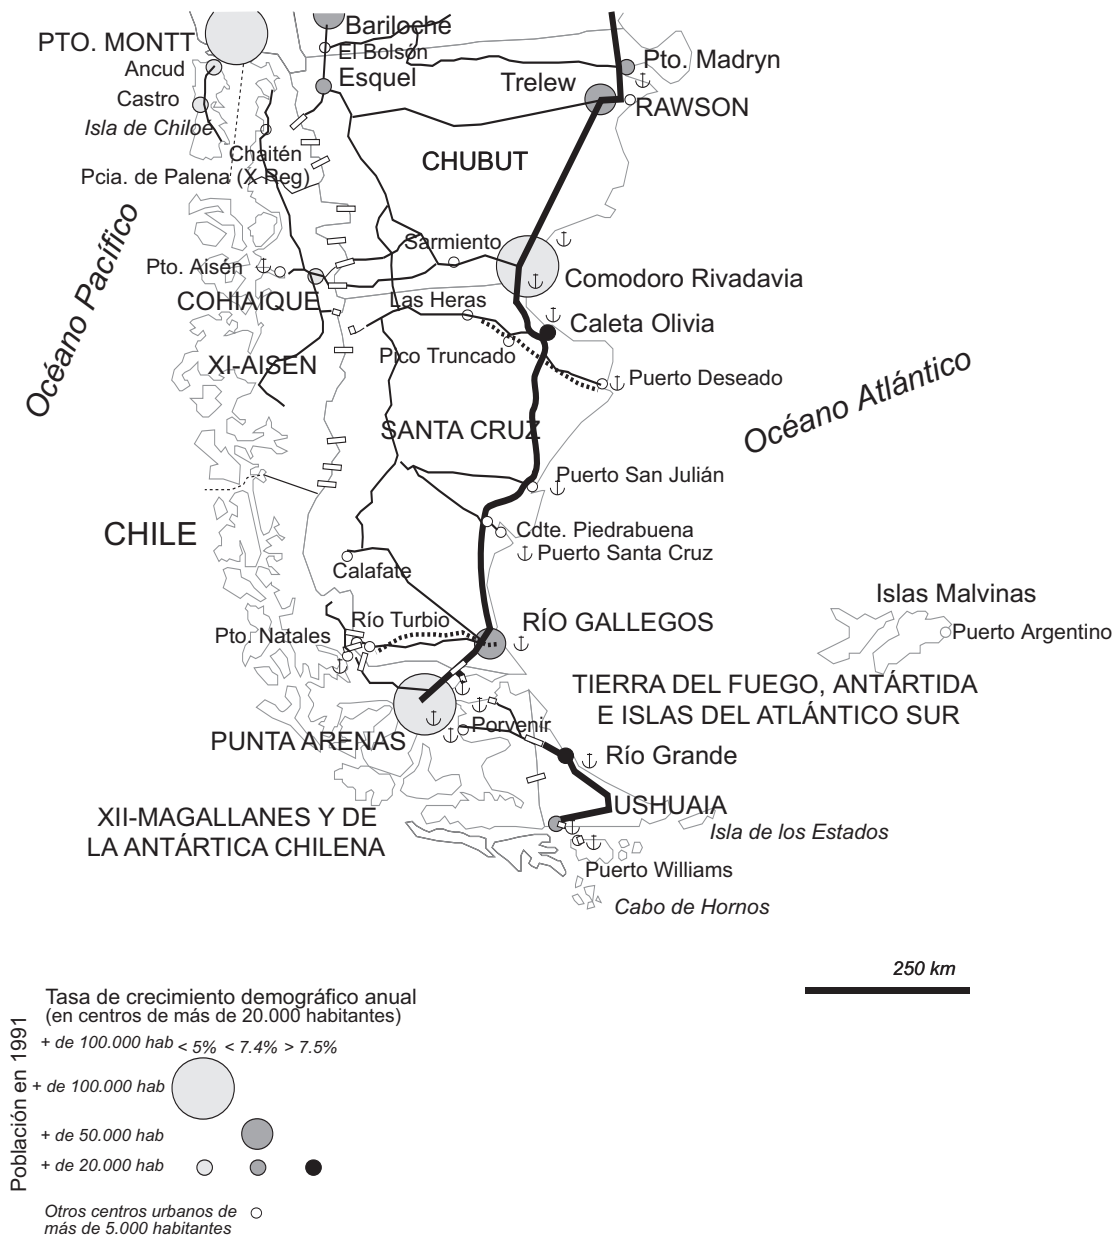 Bariloche
PTO. MONTT
El Bolsón
Pto. Madryn
Ancud
Esquel
Trelew
Castro
RAWSON
Isla de Chiloé
Chaitén
CHUBUT
Pcia. de Palena (X Reg)
Océano Pacífico
Sarmiento
Pto. Aisén
Comodoro Rivadavia
COHIAIQUE
Las Heras
Caleta Olivia
Pico Truncado
XI-AISEN
Puerto Deseado
Océano Atlántico
SANTA CRUZ
Puerto San Julián
CHILE
Cdte. Piedrabuena
Puerto Santa Cruz
Calafate
Islas Malvinas
Río Turbio
RÍO GALLEGOS
Pto. Natales
Puerto Argentino
TIERRA DEL FUEGO, ANTÁRTIDA
E ISLAS DEL ATLÁNTICO SUR
Porvenir
PUNTA ARENAS
Río Grande
USHUAIA
XII-MAGALLANES Y DE
LA ANTÁRTICA CHILENA
Isla de los Estados
Puerto Williams
Cabo de Hornos
250 km
Tasa de crecimiento demográfico anual
(en centros de más de 20.000 habitantes)
Población en 1991
+ de 100.000 hab < 5% < 7.4% > 7.5%
+ de 100.000 hab
+ de 50.000 hab
+ de 20.000 hab
Otros centros urbanos de
más de 5.000 habitantes